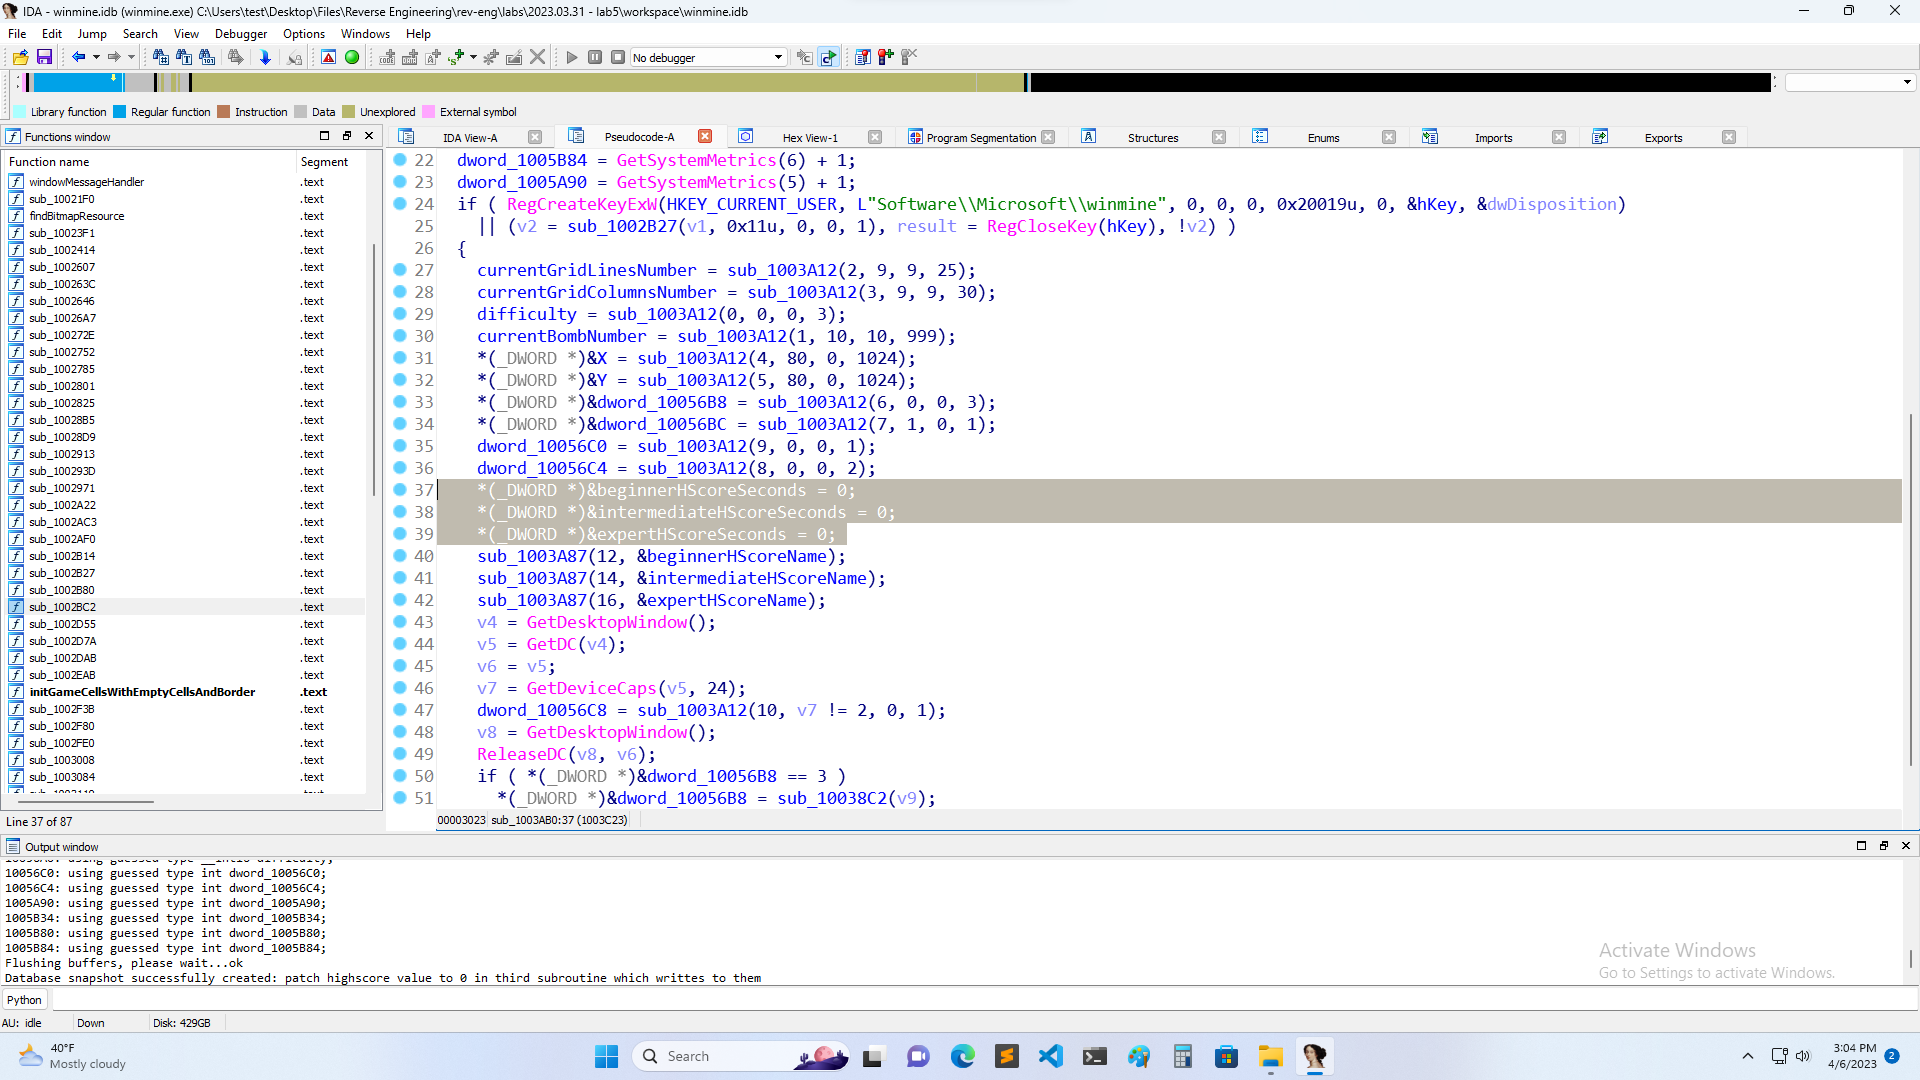 IDA - winmine.idb (winmine.exe) C:\Users\test\Desktop\Files\Reverse Engineering\rev-eng\labs\2023.03.31 - lab5\workspace\winmine.idb
File Edit Jump Search View Debugger Options Windows Help
No debugger
Library function Regular function Instruction Data Unexplored External symbol
Functions window
IDA View-A Pseudocode-A Hex View-1 Program Segmentation Structures Enums Imports Exports
Function name Segment
windowMessageHandler .text
sub_10021F0 .text
findBitmapResource .text
sub_10023F1 .text
sub_1002414 .text
sub_1002607 .text
sub_100263C .text
sub_1002646 .text
sub_10026A7 .text
sub_100272E .text
sub_1002752 .text
sub_1002785 .text
sub_1002801 .text
sub_1002825 .text
sub_10028B5 .text
sub_10028D9 .text
sub_1002913 .text
sub_100293D .text
sub_1002971 .text
sub_1002A22 .text
sub_1002AC3 .text
sub_1002AF0 .text
sub_1002B14 .text
sub_1002B27 .text
sub_1002B80 .text
sub_1002BC2 .text
sub_1002D55 .text
sub_1002D7A .text
sub_1002DAB .text
sub_1002EAB .text
initGameCellsWithEmptyCellsAndBorder .text
sub_1002F3B .text
sub_1002F80 .text
sub_1002FE0 .text
sub_1003008 .text
sub_1003084 .text
Line 37 of 87
22 dword_1005B84 = GetSystemMetrics(6) + 1;
23 dword_1005A90 = GetSystemMetrics(5) + 1;
24 if ( RegCreateKeyExW(HKEY_CURRENT_USER, L"Software\\Microsoft\\winmine", 0, 0, 0, 0x20019u, 0, &hKey, &dwDisposition)
25 || (v2 = sub_1002B27(v1, 0x11u, 0, 0, 1), result = RegCloseKey(hKey), !v2) )
26 {
27 currentGridLinesNumber = sub_1003A12(2, 9, 9, 25);
28 currentGridColumnsNumber = sub_1003A12(3, 9, 9, 30);
29 difficulty = sub_1003A12(0, 0, 0, 3);
30 currentBombNumber = sub_1003A12(1, 10, 10, 999);
31 *(_DWORD *)&X = sub_1003A12(4, 80, 0, 1024);
32 *(_DWORD *)&Y = sub_1003A12(5, 80, 0, 1024);
33 *(_DWORD *)&dword_10056B8 = sub_1003A12(6, 0, 0, 3);
34 *(_DWORD *)&dword_10056BC = sub_1003A12(7, 1, 0, 1);
35 dword_10056C0 = sub_1003A12(9, 0, 0, 1);
36 dword_10056C4 = sub_1003A12(8, 0, 0, 2);
37 *(_DWORD *)&beginnerHScoreSeconds = 0;
38 *(_DWORD *)&intermediateHScoreSeconds = 0;
39 *(_DWORD *)&expertHScoreSeconds = 0;
40 sub_1003A87(12, &beginnerHScoreName);
41 sub_1003A87(14, &intermediateHScoreName);
42 sub_1003A87(16, &expertHScoreName);
43 v4 = GetDesktopWindow();
44 v5 = GetDC(v4);
45 v6 = v5;
46 v7 = GetDeviceCaps(v5, 24);
47 dword_10056C8 = sub_1003A12(10, v7 != 2, 0, 1);
48 v8 = GetDesktopWindow();
49 ReleaseDC(v8, v6);
50 if ( *(_DWORD *)&dword_10056B8 == 3 )
51 *(_DWORD *)&dword_10056B8 = sub_10038C2(v9);
00003023 sub_1003AB0:37 (1003C23)
Output window
10056C0: using guessed type int dword_10056C0;
10056C4: using guessed type int dword_10056C4;
1005A90: using guessed type int dword_1005A90;
1005B34: using guessed type int dword_1005B34;
1005B80: using guessed type int dword_1005B80;
1005B84: using guessed type int dword_1005B84;
Flushing buffers, please wait...ok
Database snapshot successfully created: patch highscore value to 0 in third subroutine which writtes to them
Activate Windows
Go to Settings to activate Windows.
Python
AU: idle Down Disk: 429GB
40°F
Mostly cloudy
Search
3:04 PM
4/6/2023
2